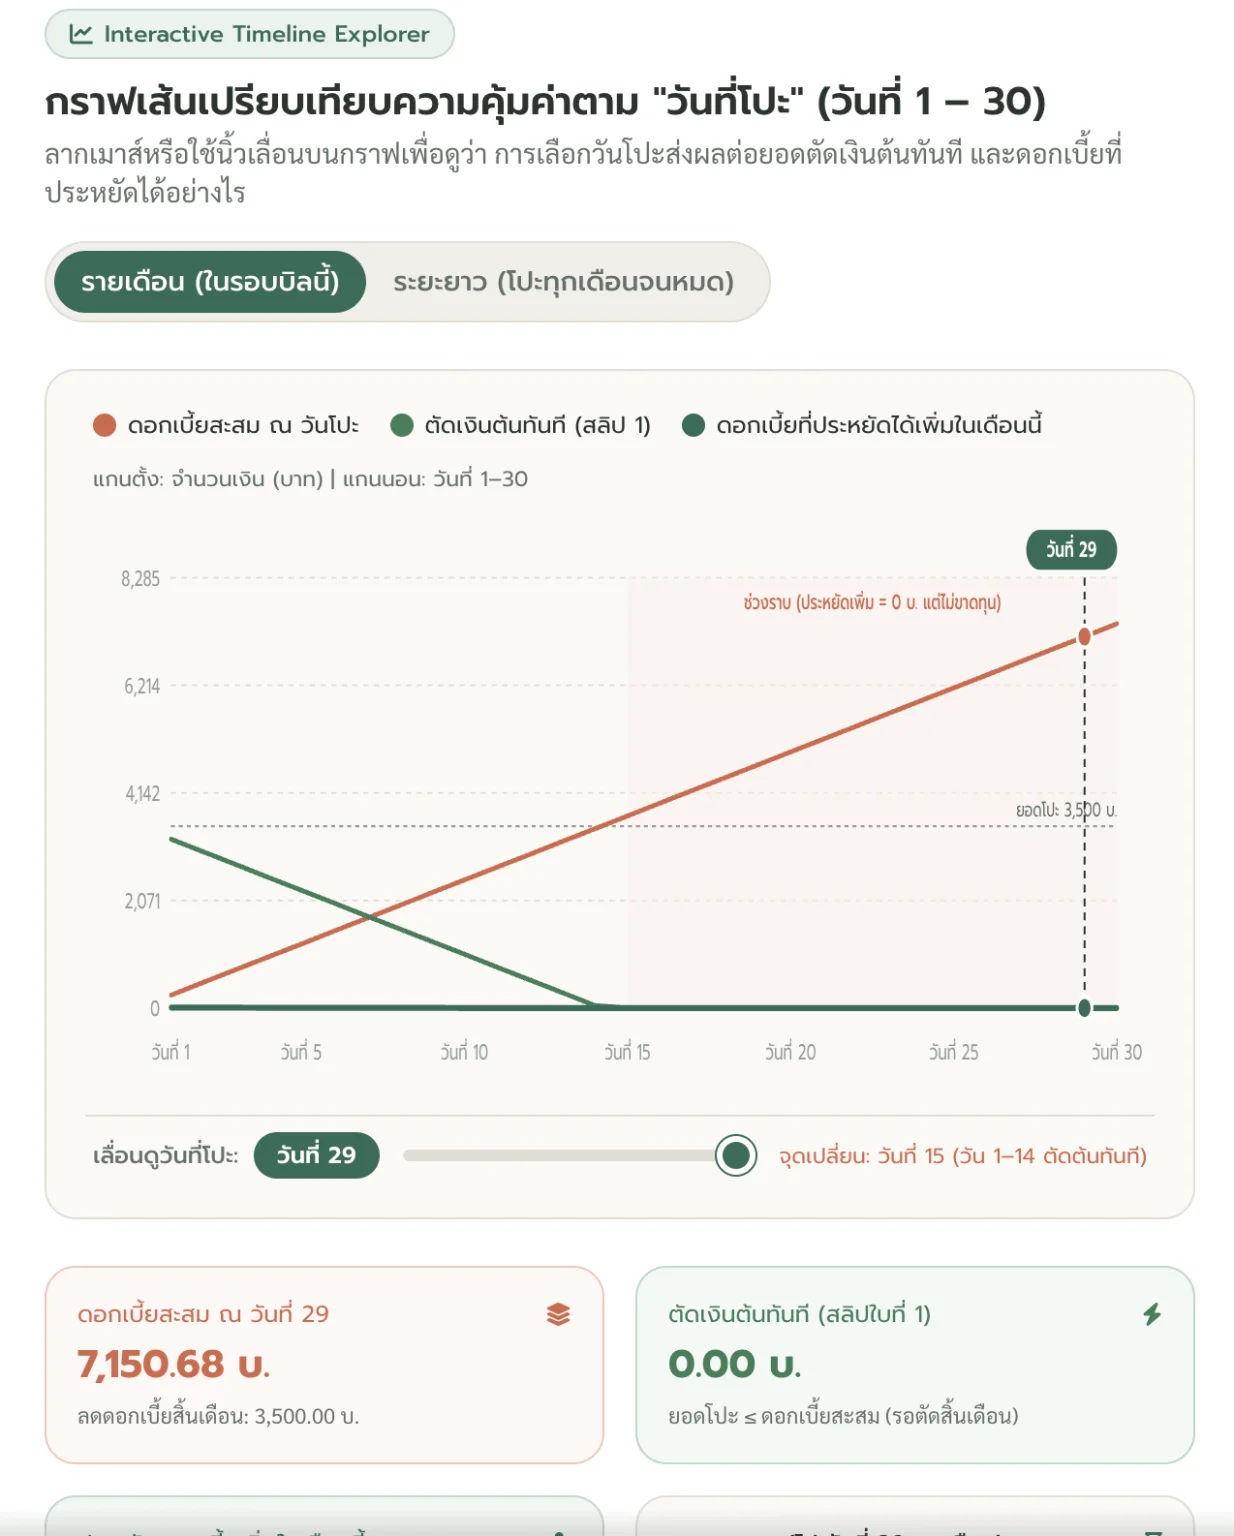 Interactive Timeline Explorer
กราฟเส้นเปรียบเทียบความคุ้มค่าตาม "วันที่โปะ" (วันที่ 1 – 30)
ลากเมาส์หรือใช้นิ้วเลื่อนบนกราฟเพื่อดูว่า การเลือกวันโปะส่งผลต่อยอดตัดเงินต้นทันที และดอกเบี้ยที่
ประหยัดได้อย่างไร
รายเดือน (ในรอบบิลนี้)
ระยะยาว (โปะทุกเดือนจนหมด)
ดอกเบี้ยสะสม ณ วันโปะ
ตัดเงินต้นทันที (สลิป 1)
ดอกเบี้ยที่ประหยัดได้เพิ่มในเดือนนี้
แกนตั้ง: จำนวนเงิน (บาท) | แกนนอน: วันที่ 1–30
วันที่ 29
8,285
ช่วงราบ (ประหยัดเพิ่ม = 0 บ. แต่ไม่ขาดทุน)
6,214
4,142
ยอดโปะ 3,500 บ.
2,071
0
วันที่ 1
วันที่ 5
วันที่ 10
วันที่ 15
วันที่ 20
วันที่ 25
วันที่ 30
เลื่อนดูวันที่โปะ:
วันที่ 29
จุดเปลี่ยน: วันที่ 15 (วัน 1–14 ตัดต้นทันที)
ดอกเบี้ยสะสม ณ วันที่ 29
7,150.68 บ.
ลดดอกเบี้ยสิ้นเดือน: 3,500.00 บ.
ตัดเงินต้นทันที (สลิปใบที่ 1)
0.00 บ.
ยอดโปะ ≤ ดอกเบี้ยสะสม (รอตัดสิ้นเดือน)